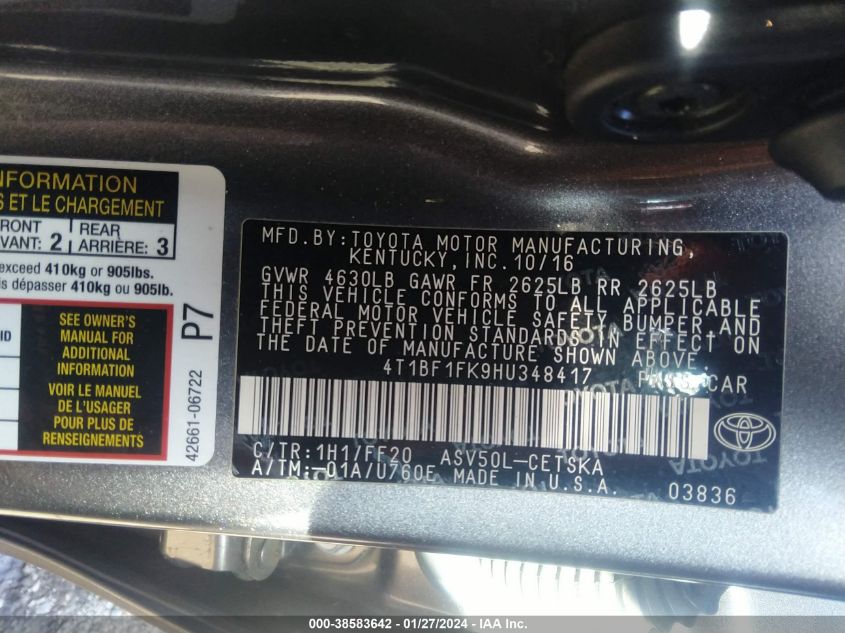 NFORMATION
S ET LE CHARGEMENT
FRONT REAR
VANT: 2 ARRIÈRE: 3
exceed 410kg or 905lbs.
is dépasser 410kg ou 905lb.
ID
SEE OWNER'S
MANUAL FOR
ADDITIONAL
INFORMATION
VOIR LE MANUEL
DE L'USAGER
POUR PLUS DE
RENSEIGNEMENTS
P7
42661-06722
MFD.BY:TOYOTA MOTOR MANUFACTURING,
KENTUCKY,INC.10/16
GVWR 4630LB GAWR FR 2625LB RR 2625LB
THIS VEHICLE CONFORMS TO ALL APPLICABLE
FEDERAL MOTOR VEHICLE SAFETY,BUMPER,AND
THEFT PREVENTION STANDARDS IN EFFECT ON
THE DATE OF MANUFACTURE SHOWN ABOVE.
4T1BF1FK9HU348417 PASS.CAR
C/TR:1H1/FF20 ASV50L-CETSKA
A/TM:-01A/U760E MADE IN U.S.A. 03836
TOYOTA
000-38583642 - 01/27/2024 - IAA Inc.